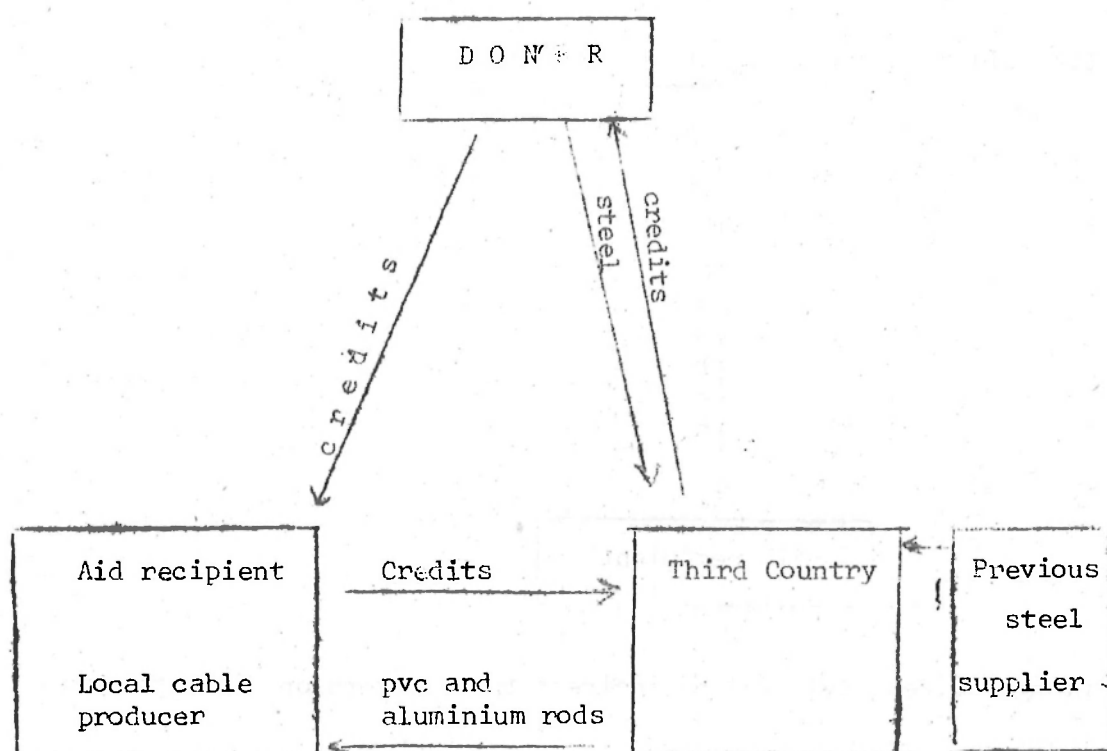 D O N O R
steel
credits
credits
Aid recipient
Credits
Third Country
Previous
steel
supplier
Local cable
producer
pvc and
aluminium rods